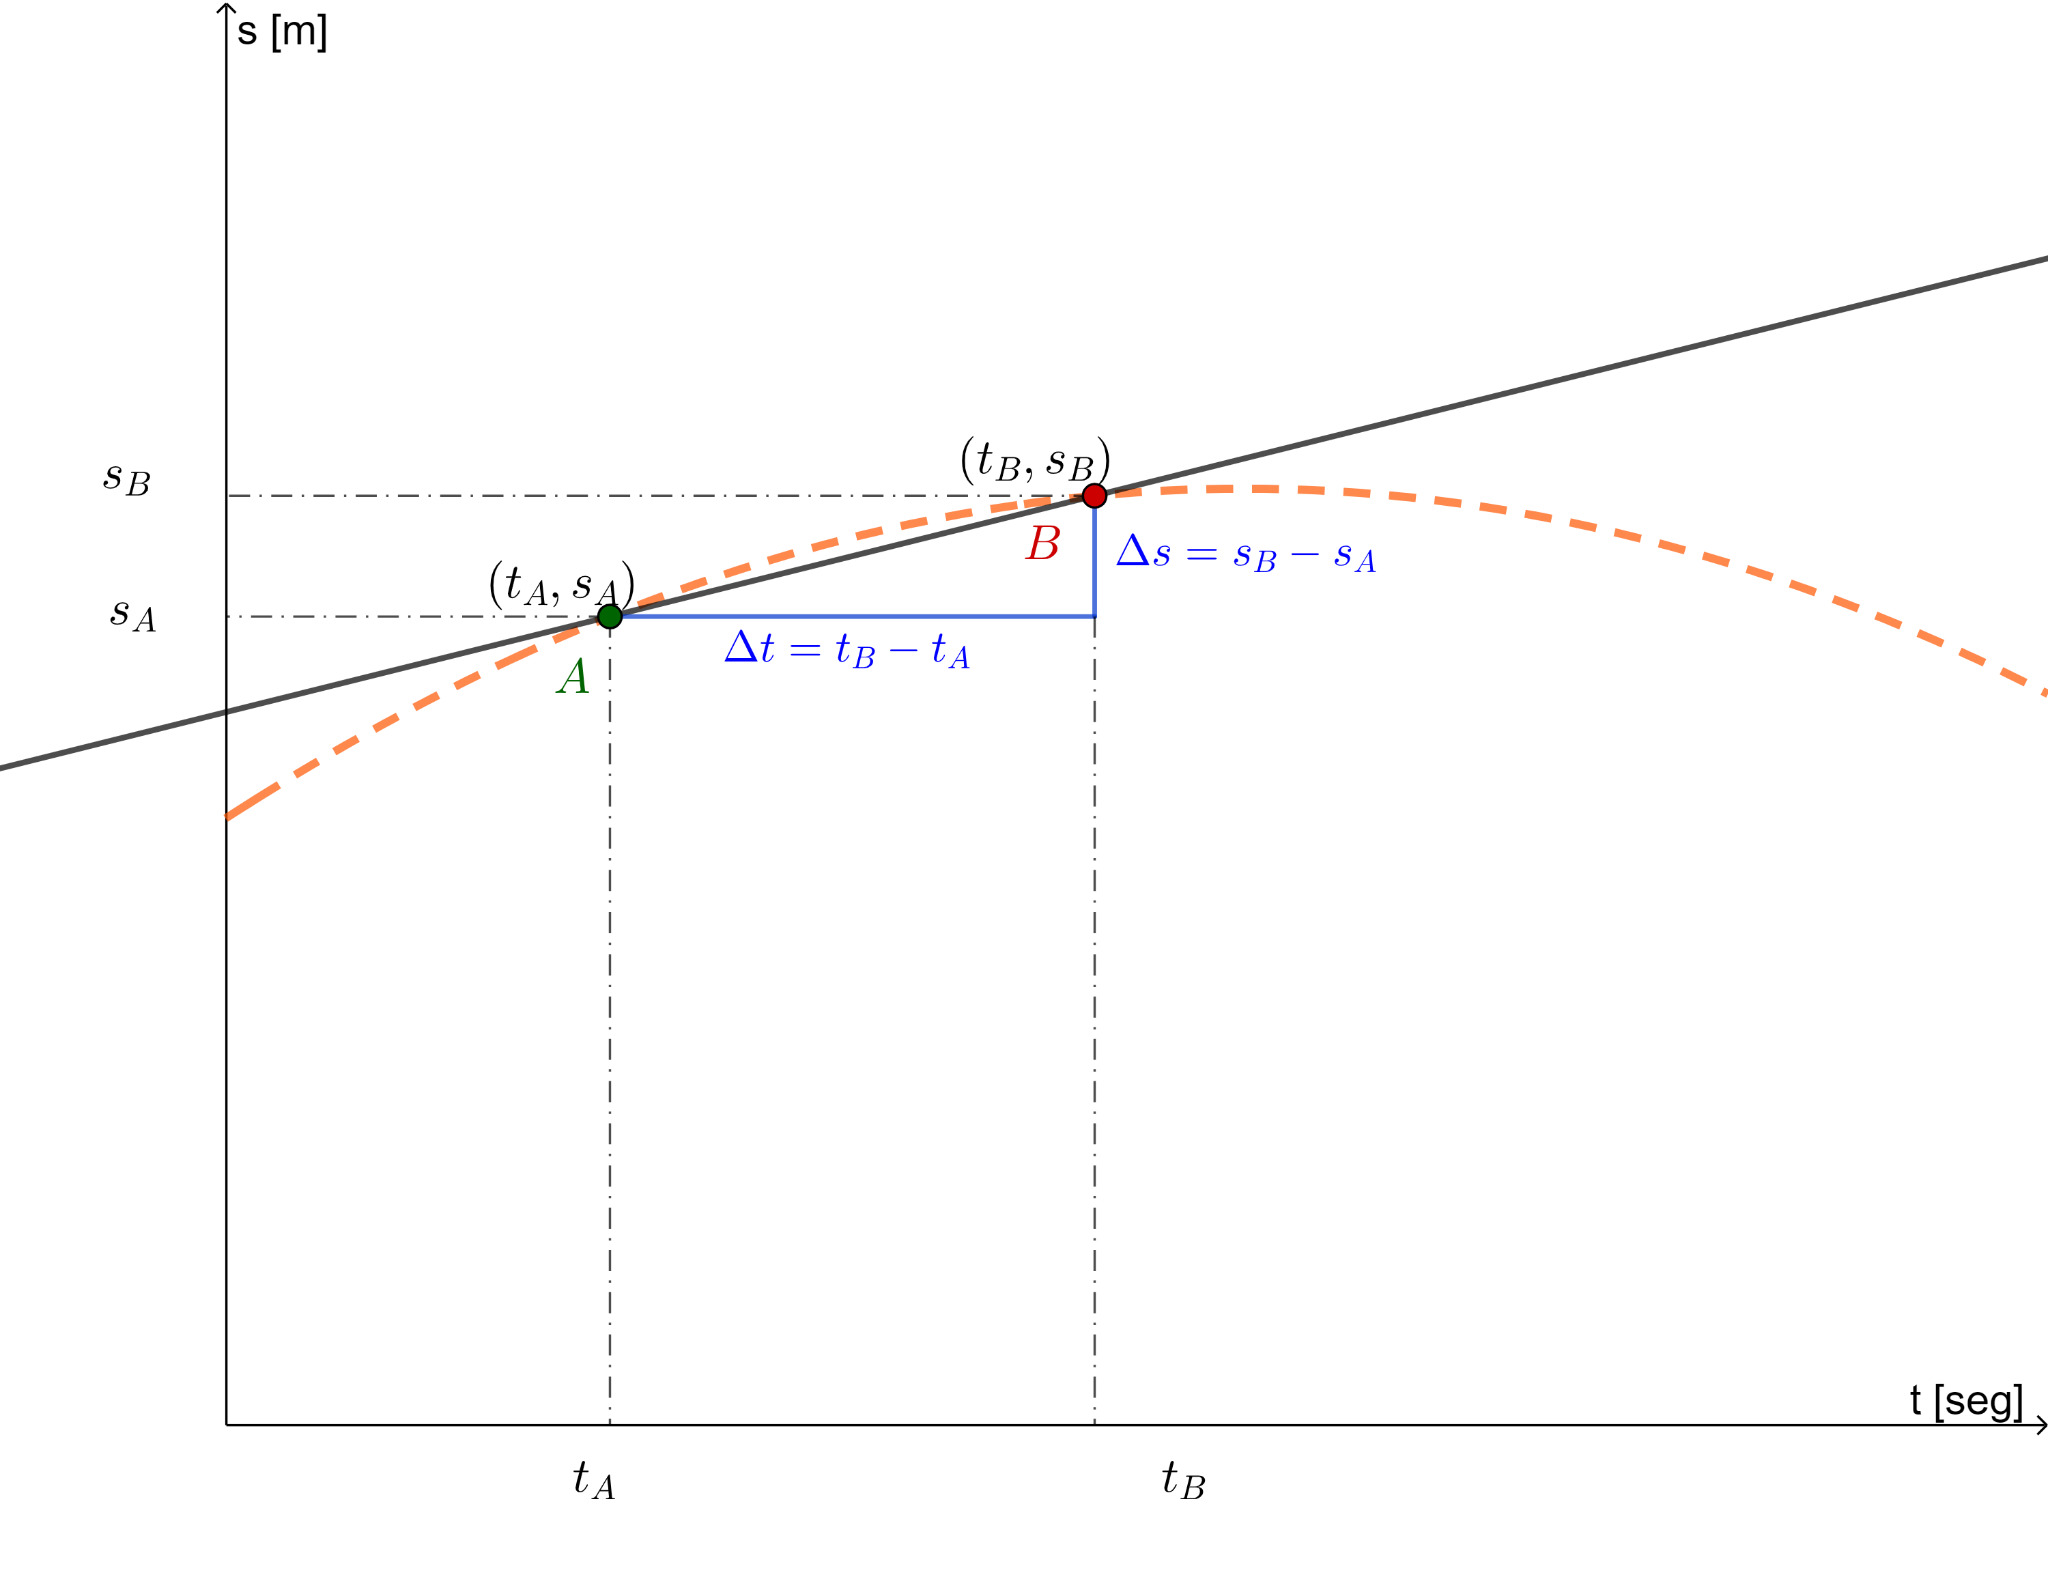 s [m]
(t_B, s_B)
s_B
B
Δs = s_B − s_A
(t_A, s_A)
s_A
Δt = t_B − t_A
A
t [seg]
t_A
t_B